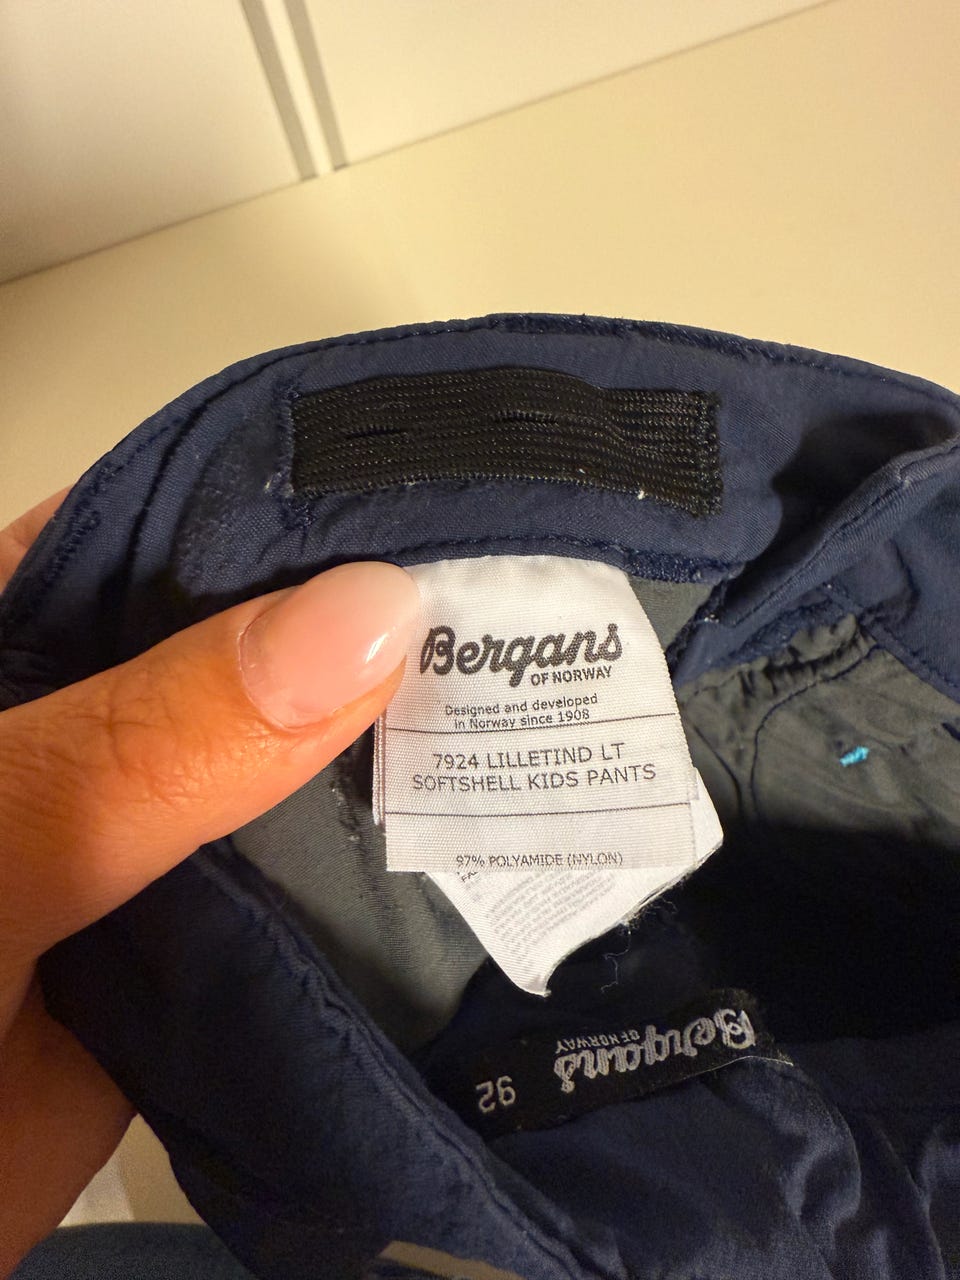 Bergans
OF NORWAY
Designed and developed
in Norway since 1908
7924 LILLETIND LT
SOFTSHELL KIDS PANTS
97% POLYAMIDE (NYLON)
Bergans
OF NORWAY
92